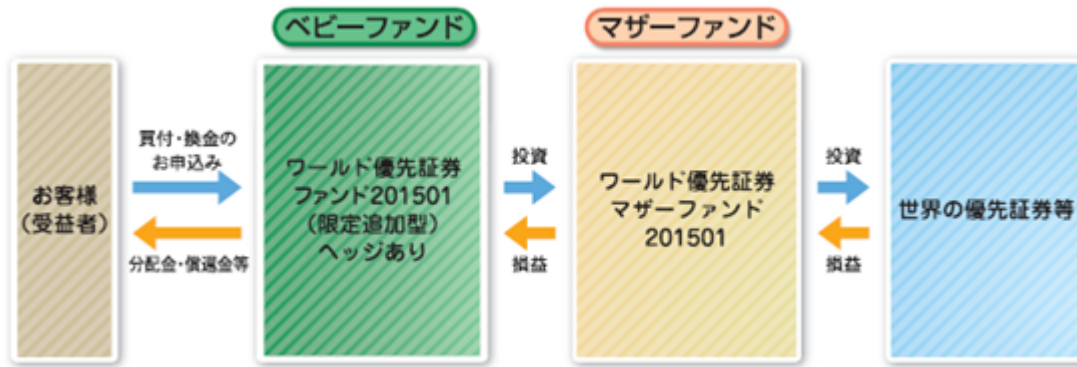 ベビーファンド
マザーファンド
お客様
（受益者）
買付・換金の
お申込み
分配金・償還金等
ワールド優先証券
ファンド201501
（限定追加型）
ヘッジあり
投資
損益
ワールド優先証券
マザーファンド
201501
投資
損益
世界の優先証券等